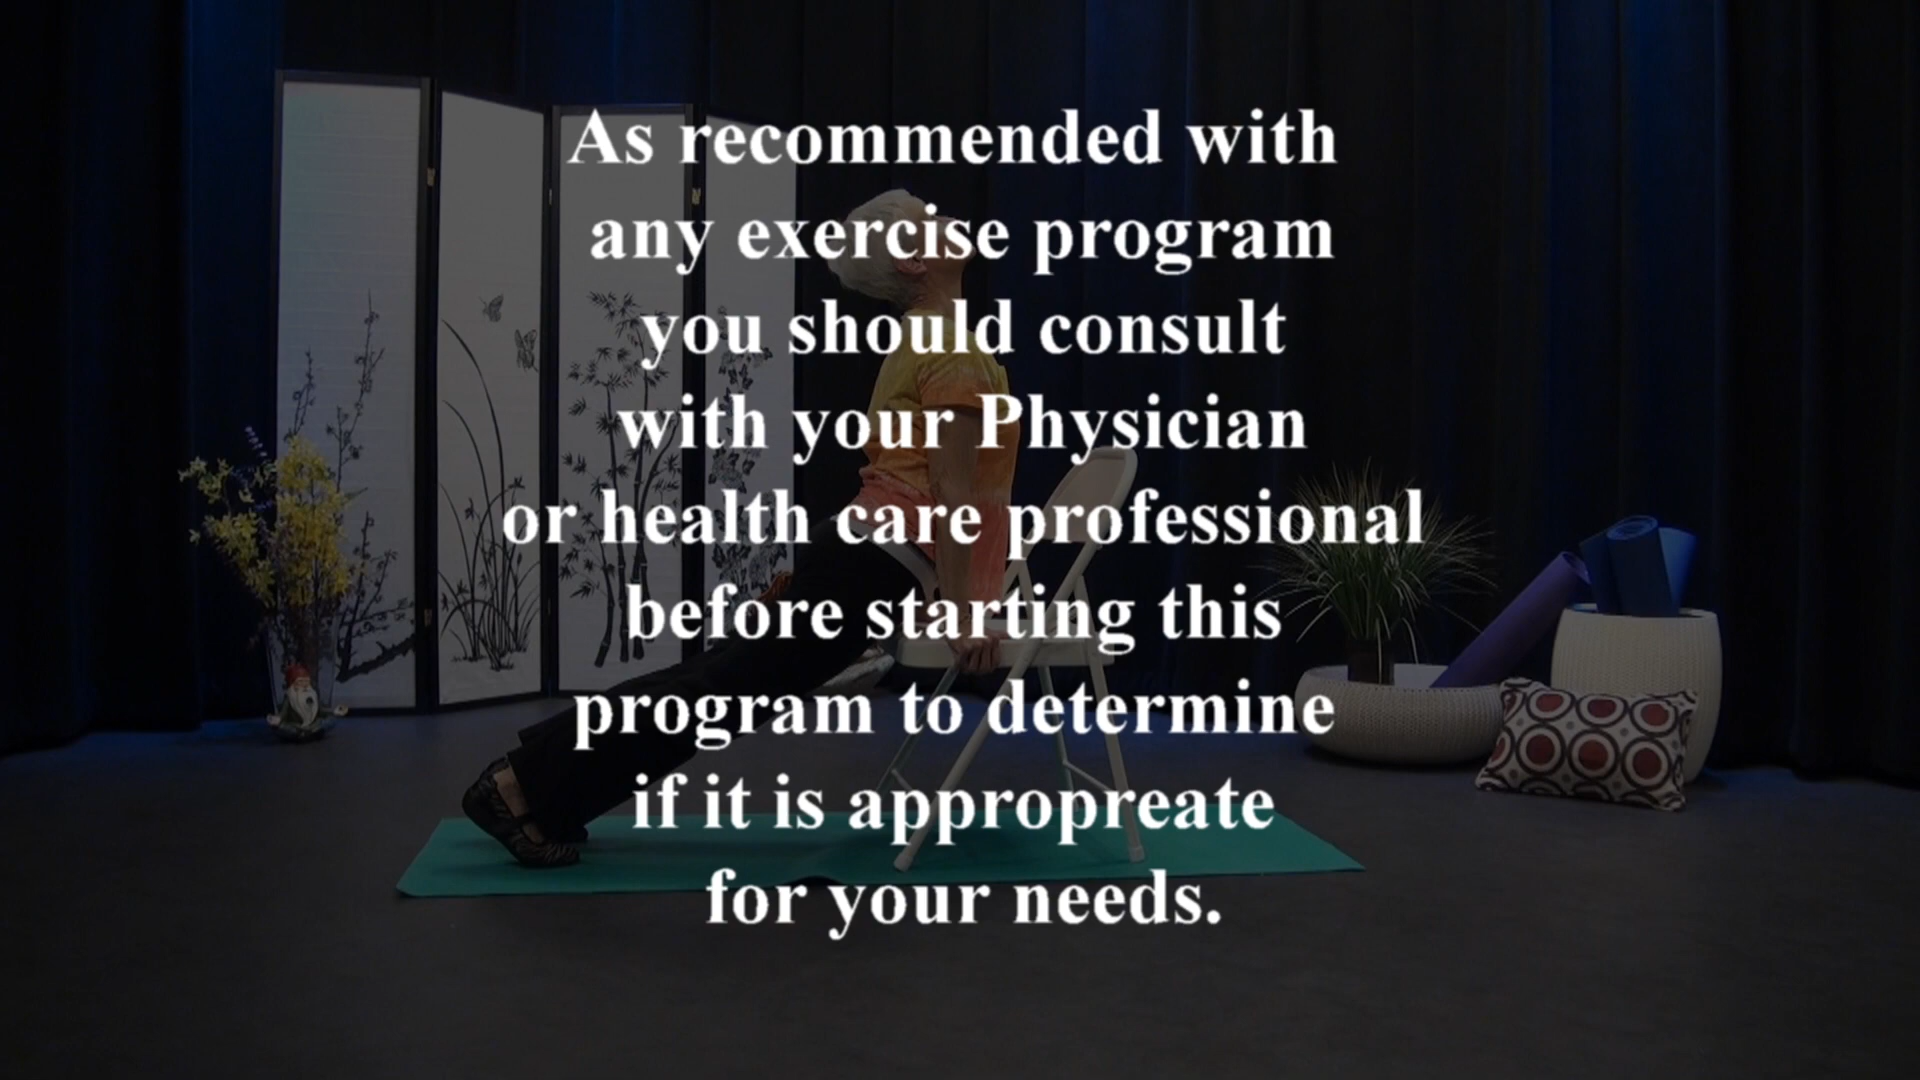 As recommended with
any exercise program
you should consult
with your Physician
or health care professional
before starting this
program to determine
if it is appropreate
for your needs.